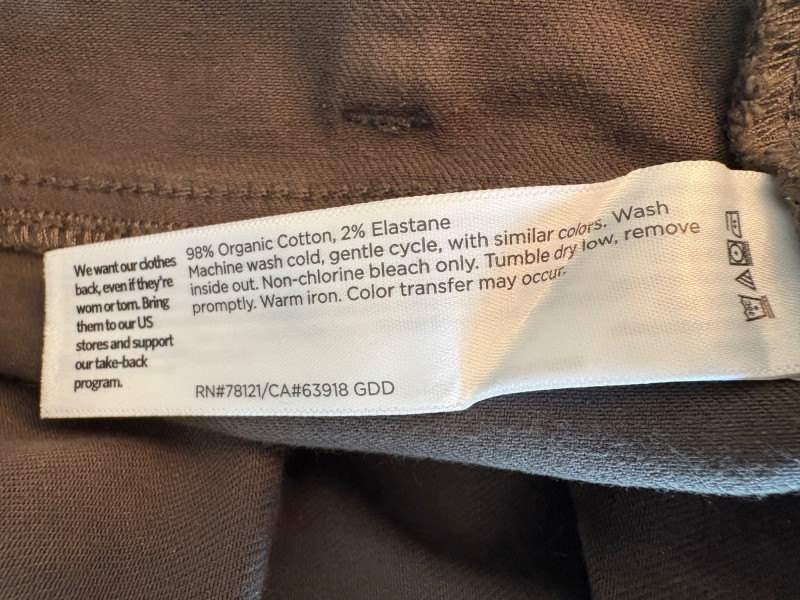 We want our clothes
back, even if they're
worn or torn. Bring
them to our US
stores and support
our take-back
program.
98% Organic Cotton, 2% Elastane
Machine wash cold, gentle cycle, with similar colors. Wash
inside out. Non-chlorine bleach only. Tumble dry low, remove
promptly. Warm iron. Color transfer may occur.
RN#78121/CA#63918 GDD